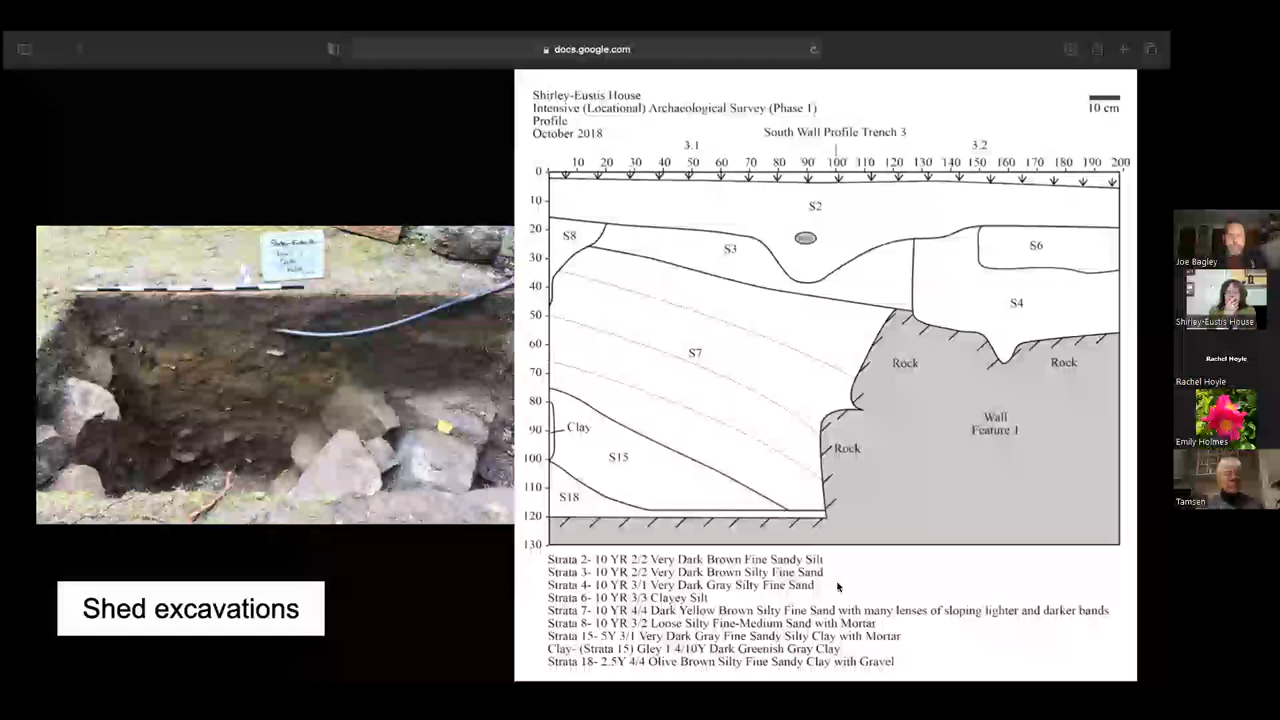 docs.google.com
Shirley-Eustis House
Intensive (Locational) Archaeological Survey (Phase 1)
Profile
October 2018
10 cm
South Wall Profile Trench 3
3.1
3.2
10 20 30 40 50 60 70 80 90 100 110 120 130 140 150 160 170 180 190 200
0
10
20
30
40
50
60
70
80
90
100
110
120
130
S2
S8
S3
S6
S4
S7
Rock
Rock
Wall
Feature 1
Clay
Rock
S15
S18
Strata 2- 10 YR 2/2 Very Dark Brown Fine Sandy Silt
Strata 3- 10 YR 2/2 Very Dark Brown Silty Fine Sand
Strata 4- 10 YR 3/1 Very Dark Gray Silty Fine Sand
Strata 6- 10 YR 3/3 Clayey Silt
Strata 7- 10 YR 4/4 Dark Yellow Brown Silty Fine Sand with many lenses of sloping lighter and darker bands
Strata 8- 10 YR 3/2 Loose Silty Fine-Medium Sand with Mortar
Strata 15- 5Y 3/1 Very Dark Gray Fine Sandy Silty Clay with Mortar
Clay- (Strata 15) Gley 1 4/10Y Dark Greenish Gray Clay
Strata 18- 2.5Y 4/4 Olive Brown Silty Fine Sandy Clay with Gravel
Shed excavations
Joe Bagley
Shirley-Eustis House
Rachel Hoyle
Rachel Hoyle
Emily Holmes
Tamsen